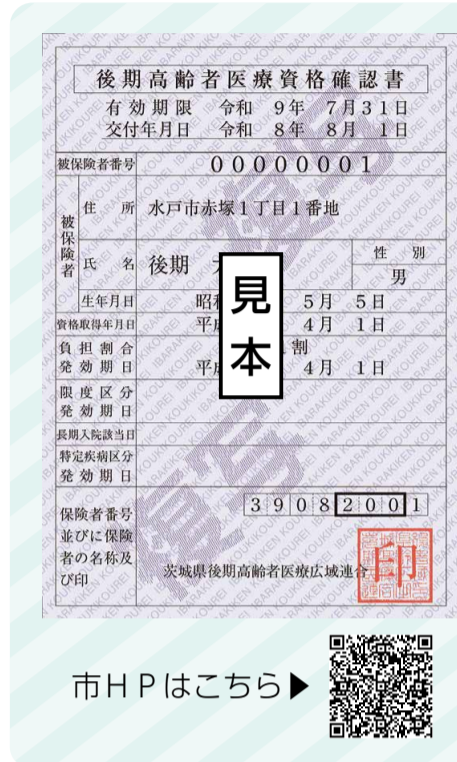 後期高齢者医療資格確認書
有効期限 令和 9年 7月31日
交付年月日 令和 8年 8月 1日
被保険者番号 00000001
被保険者
住所 水戸市赤塚1丁目1番地
氏名 後期
性別
男
生年月日 昭 5月 5日
資格取得年月日 平 4月 1日
負担割合 割
発効期日 平 4月 1日
限度区分
発効期日
長期入院該当日
特定疾病区分
発効期日
保険者番号並びに保険者の名称及び印
39082001
茨城県後期高齢者医療広域連合
印
見本
複写
市HPはこちら▶